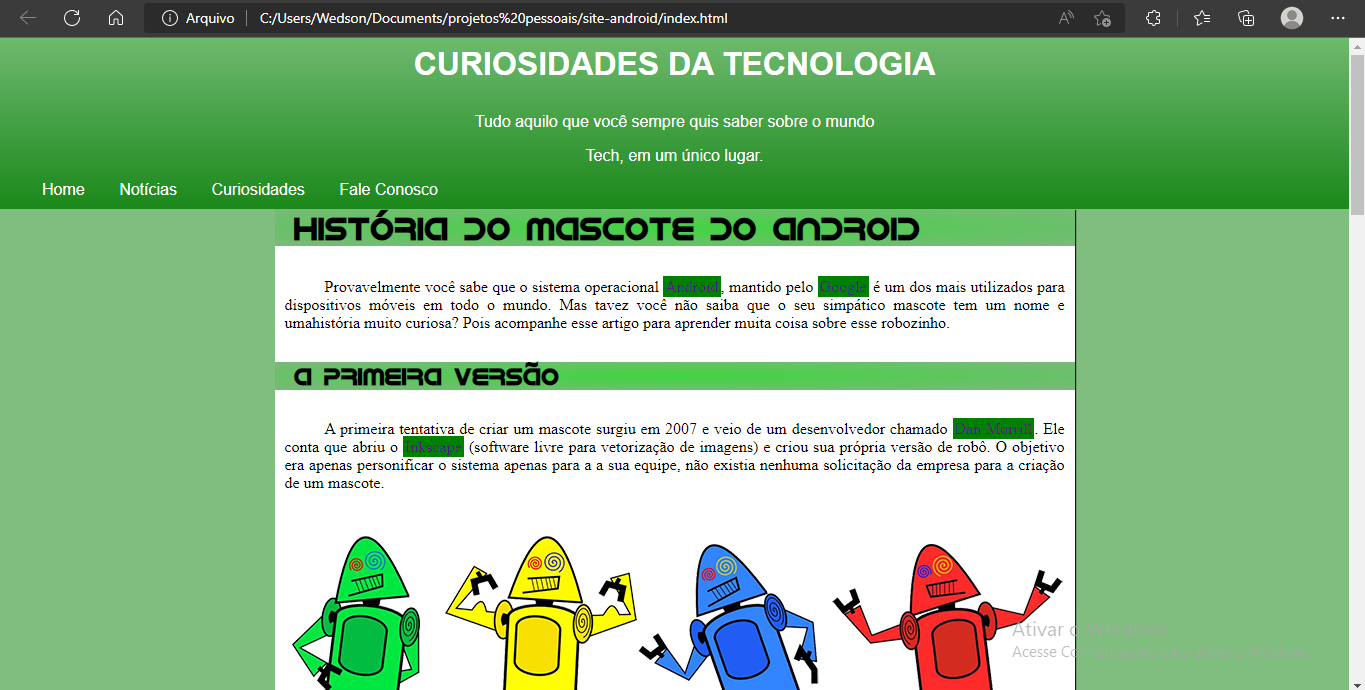 Arquivo C:/Users/Wedson/Documents/projetos%20pessoais/site-android/index.html
CURIOSIDADES DA TECNOLOGIA
Tudo aquilo que você sempre quis saber sobre o mundo
Tech, em um único lugar.
Home Notícias Curiosidades Fale Conosco
HISTÓRIA DO MASCOTE DO ANDROID
Provavelmente você sabe que o sistema operacional Android, mantido pelo Google é um dos mais utilizados para
dispositivos móveis em todo o mundo. Mas tavez você não saiba que o seu simpático mascote tem um nome e
umahistória muito curiosa? Pois acompanhe esse artigo para aprender muita coisa sobre esse robozinho.
A PRIMEIRA VERSÃO
A primeira tentativa de criar um mascote surgiu em 2007 e veio de um desenvolvedor chamado Dan Morrill. Ele
conta que abriu o Inkscape (software livre para vetorização de imagens) e criou sua própria versão de robô. O objetivo
era apenas personificar o sistema apenas para a a sua equipe, não existia nenhuma solicitação da empresa para a criação
de um mascote.
Ativar o Windows
Acesse